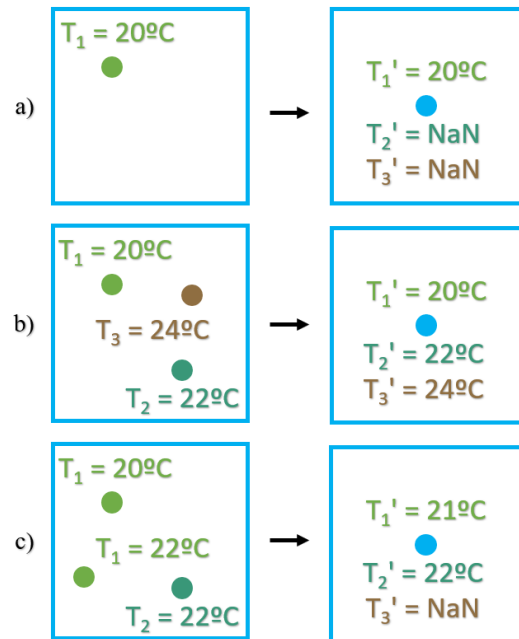 T₁ = 20ºC
a)
T₁' = 20ºC
T₂' = NaN
T₃' = NaN
T₁ = 20ºC
b)
T₃ = 24ºC
T₂ = 22ºC
T₁' = 20ºC
T₂' = 22ºC
T₃' = 24ºC
T₁ = 20ºC
c)
T₁ = 22ºC
T₂ = 22ºC
T₁' = 21ºC
T₂' = 22ºC
T₃' = NaN